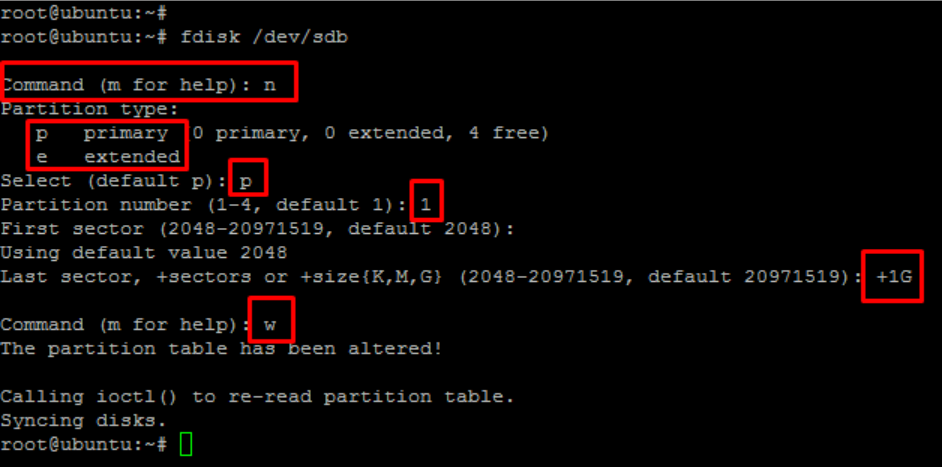 root@ubuntu:~#
root@ubuntu:~# fdisk /dev/sdb
Command (m for help): n
Partition type:
p primary (0 primary, 0 extended, 4 free)
e extended
Select (default p): p
Partition number (1-4, default 1): 1
First sector (2048-20971519, default 2048):
Using default value 2048
Last sector, +sectors or +size{K,M,G} (2048-20971519, default 20971519): +1G
Command (m for help): w
The partition table has been altered!
Calling ioctl() to re-read partition table.
Syncing disks.
root@ubuntu:~#